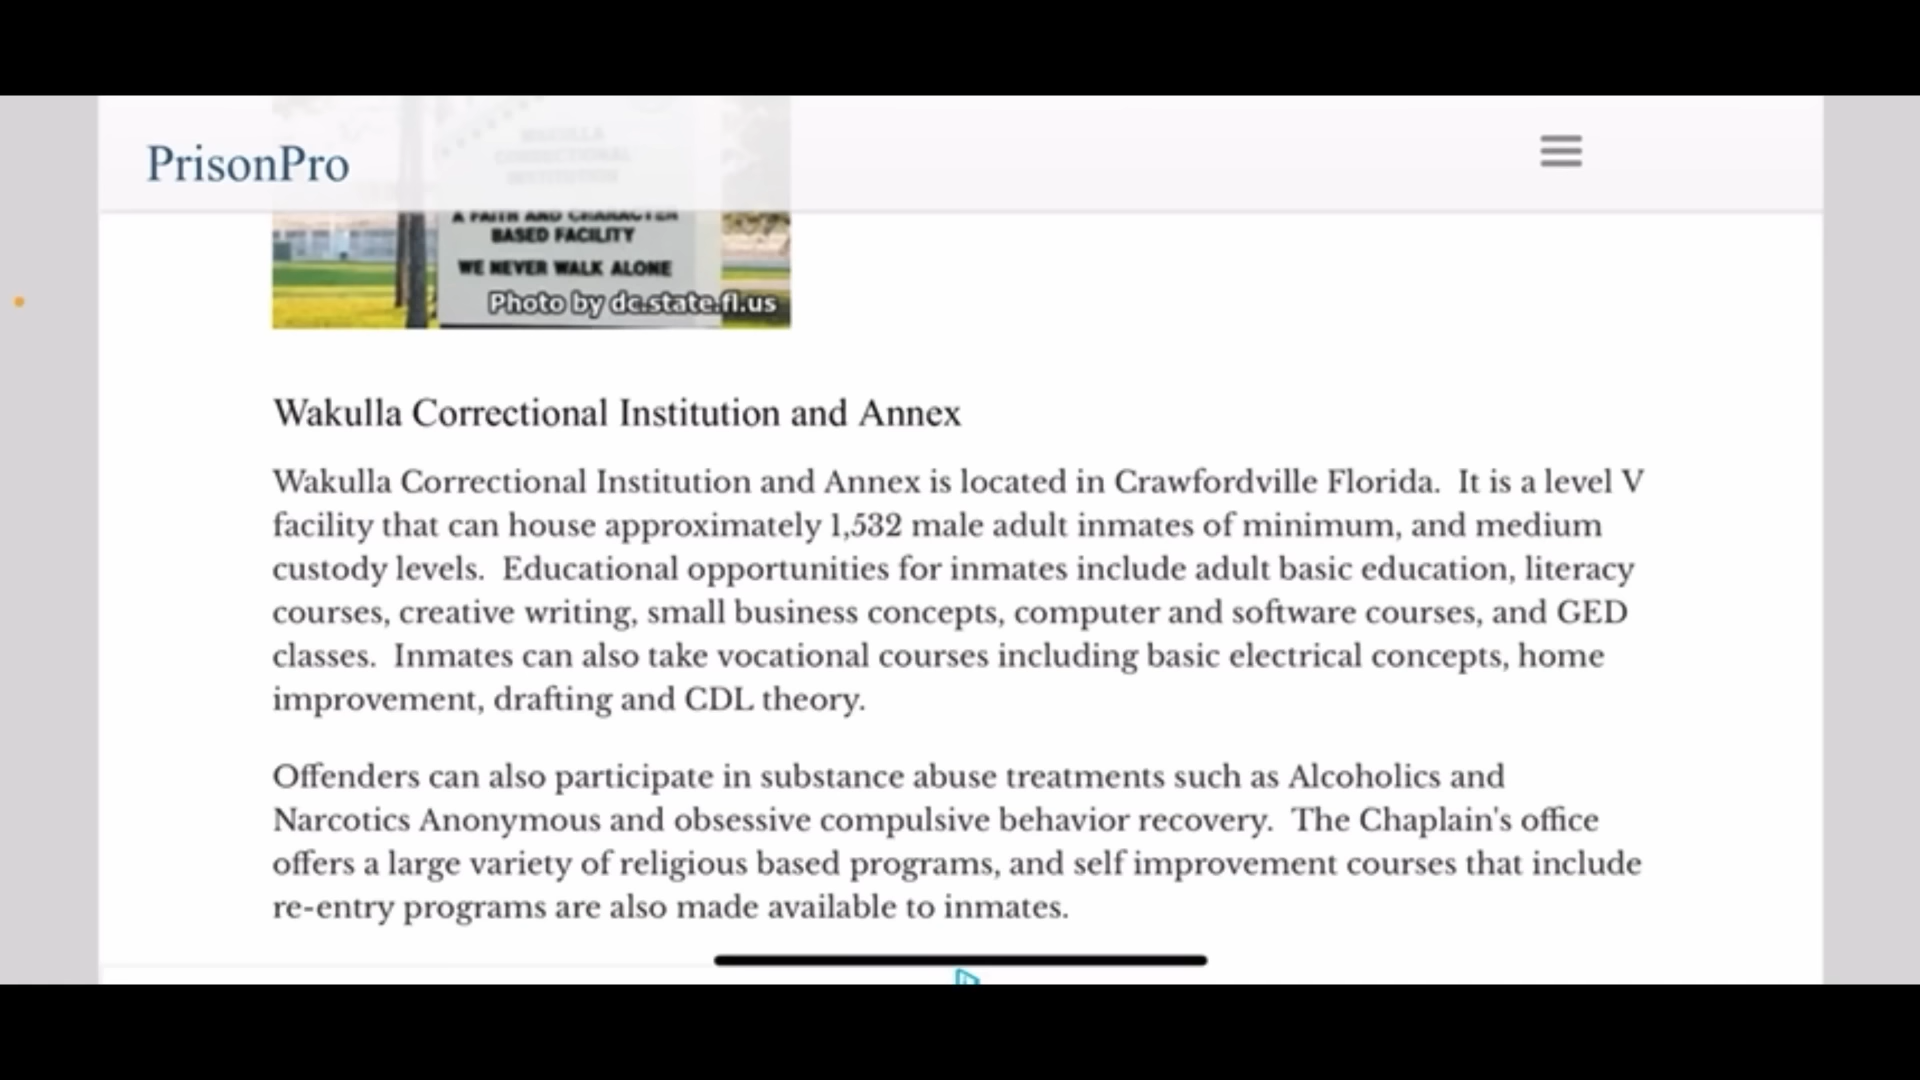 WAKULLA
CORRECTIONAL
INSTITUTION
PrisonPro
A FAITH AND CHARACTER
BASED FACILITY
WE NEVER WALK ALONE
Photo by dc.state.fl.us
Wakulla Correctional Institution and Annex
Wakulla Correctional Institution and Annex is located in Crawfordville Florida.  It is a level V
facility that can house approximately 1,532 male adult inmates of minimum, and medium
custody levels.  Educational opportunities for inmates include adult basic education, literacy
courses, creative writing, small business concepts, computer and software courses, and GED
classes.  Inmates can also take vocational courses including basic electrical concepts, home
improvement, drafting and CDL theory.
Offenders can also participate in substance abuse treatments such as Alcoholics and
Narcotics Anonymous and obsessive compulsive behavior recovery.  The Chaplain's office
offers a large variety of religious based programs, and self improvement courses that include
re-entry programs are also made available to inmates.